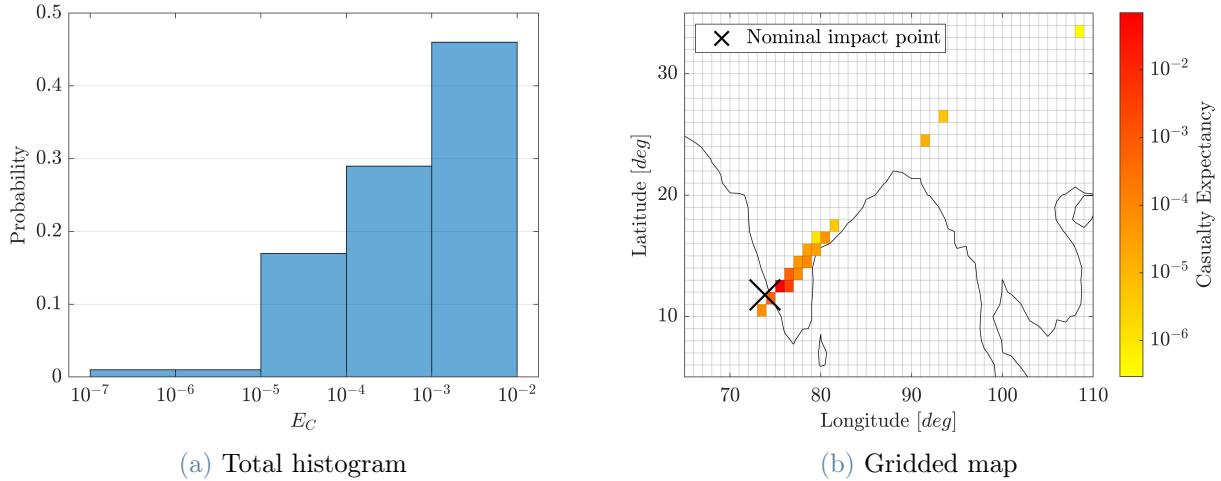 0.5
0.4
0.3
0.2
0.1
0
Probability
10⁻⁷ 10⁻⁶ 10⁻⁵ 10⁻⁴ 10⁻³ 10⁻²
E_C
(a) Total histogram
Nominal impact point
30
20
10
Latitude [deg]
70 80 90 100 110
Longitude [deg]
10⁻²
10⁻³
10⁻⁴
10⁻⁵
10⁻⁶
Casualty Expectancy
(b) Gridded map